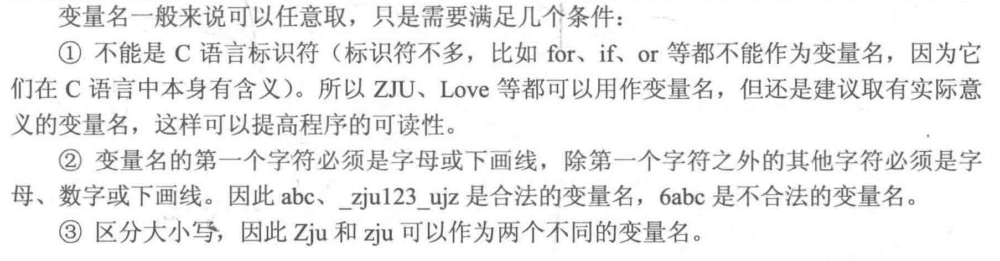 变量名一般来说可以任意取，只是需要满足几个条件：
① 不能是 C 语言标识符（标识符不多，比如 for、if、or 等都不能作为变量名，因为它
们在 C 语言中本身有含义）。所以 ZJU、Love 等都可以用作变量名，但还是建议取有实际意
义的变量名，这样可以提高程序的可读性。
② 变量名的第一个字符必须是字母或下画线，除第一个字符之外的其他字符必须是字
母、数字或下画线。因此 abc、_zju123_ujz 是合法的变量名，6abc 是不合法的变量名。
③ 区分大小写，因此 Zju 和 zju 可以作为两个不同的变量名。